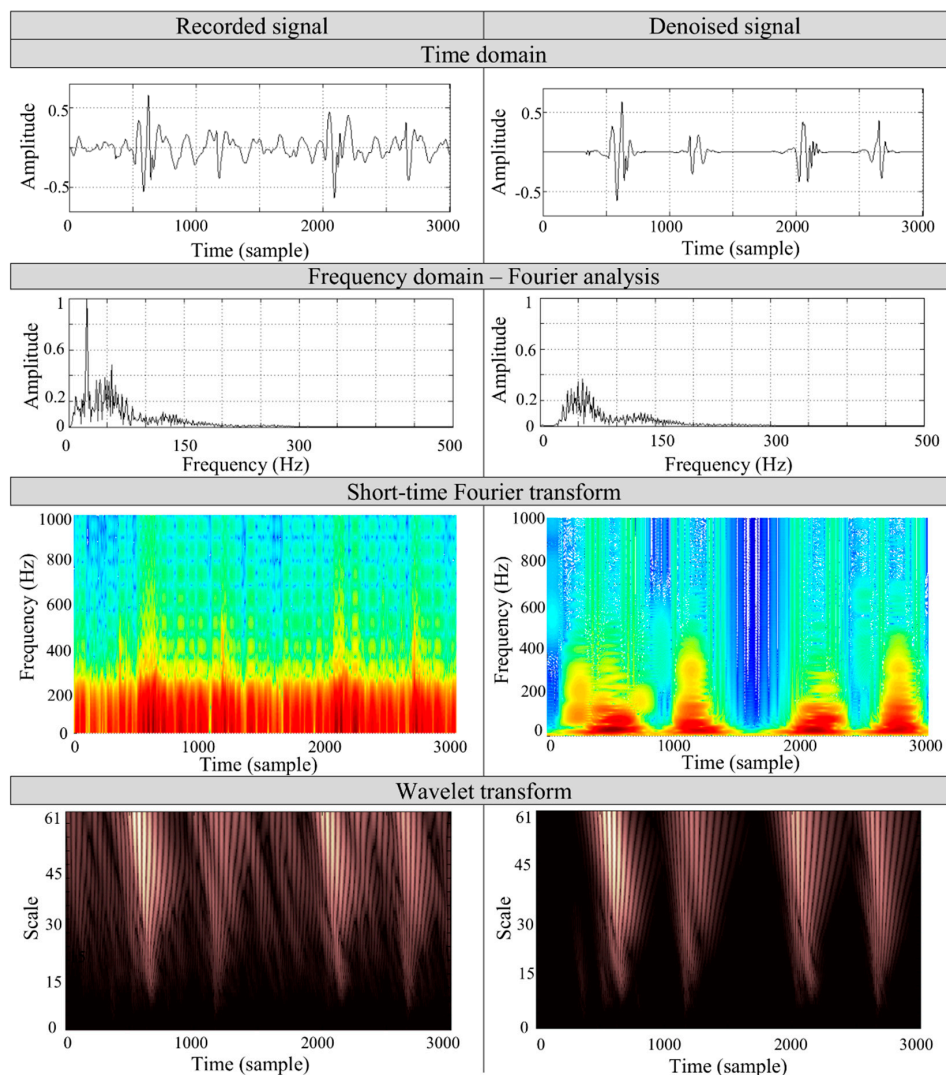 Recorded signal Denoised signal
Time domain
Amplitude
0.5
-0.5
0 1000 2000 3000
Time (sample)
Amplitude
0.5
-0.5
0 1000 2000 3000
Time (sample)
Frequency domain – Fourier analysis
Amplitude
1
0.6
0.2
0
0 150 300 500
Frequency (Hz)
Amplitude
1
0.6
0.2
0
0 150 300 500
Frequency (Hz)
Short-time Fourier transform
Frequency (Hz)
1000
800
600
400
200
0
0 1000 2000 3000
Time (sample)
Frequency (Hz)
1000
800
600
400
200
0
0 1000 2000 3000
Time (sample)
Wavelet transform
Scale
61
45
30
15
0
0 1000 2000 3000
Time (sample)
Scale
61
45
30
15
0
0 1000 2000 3000
Time (sample)